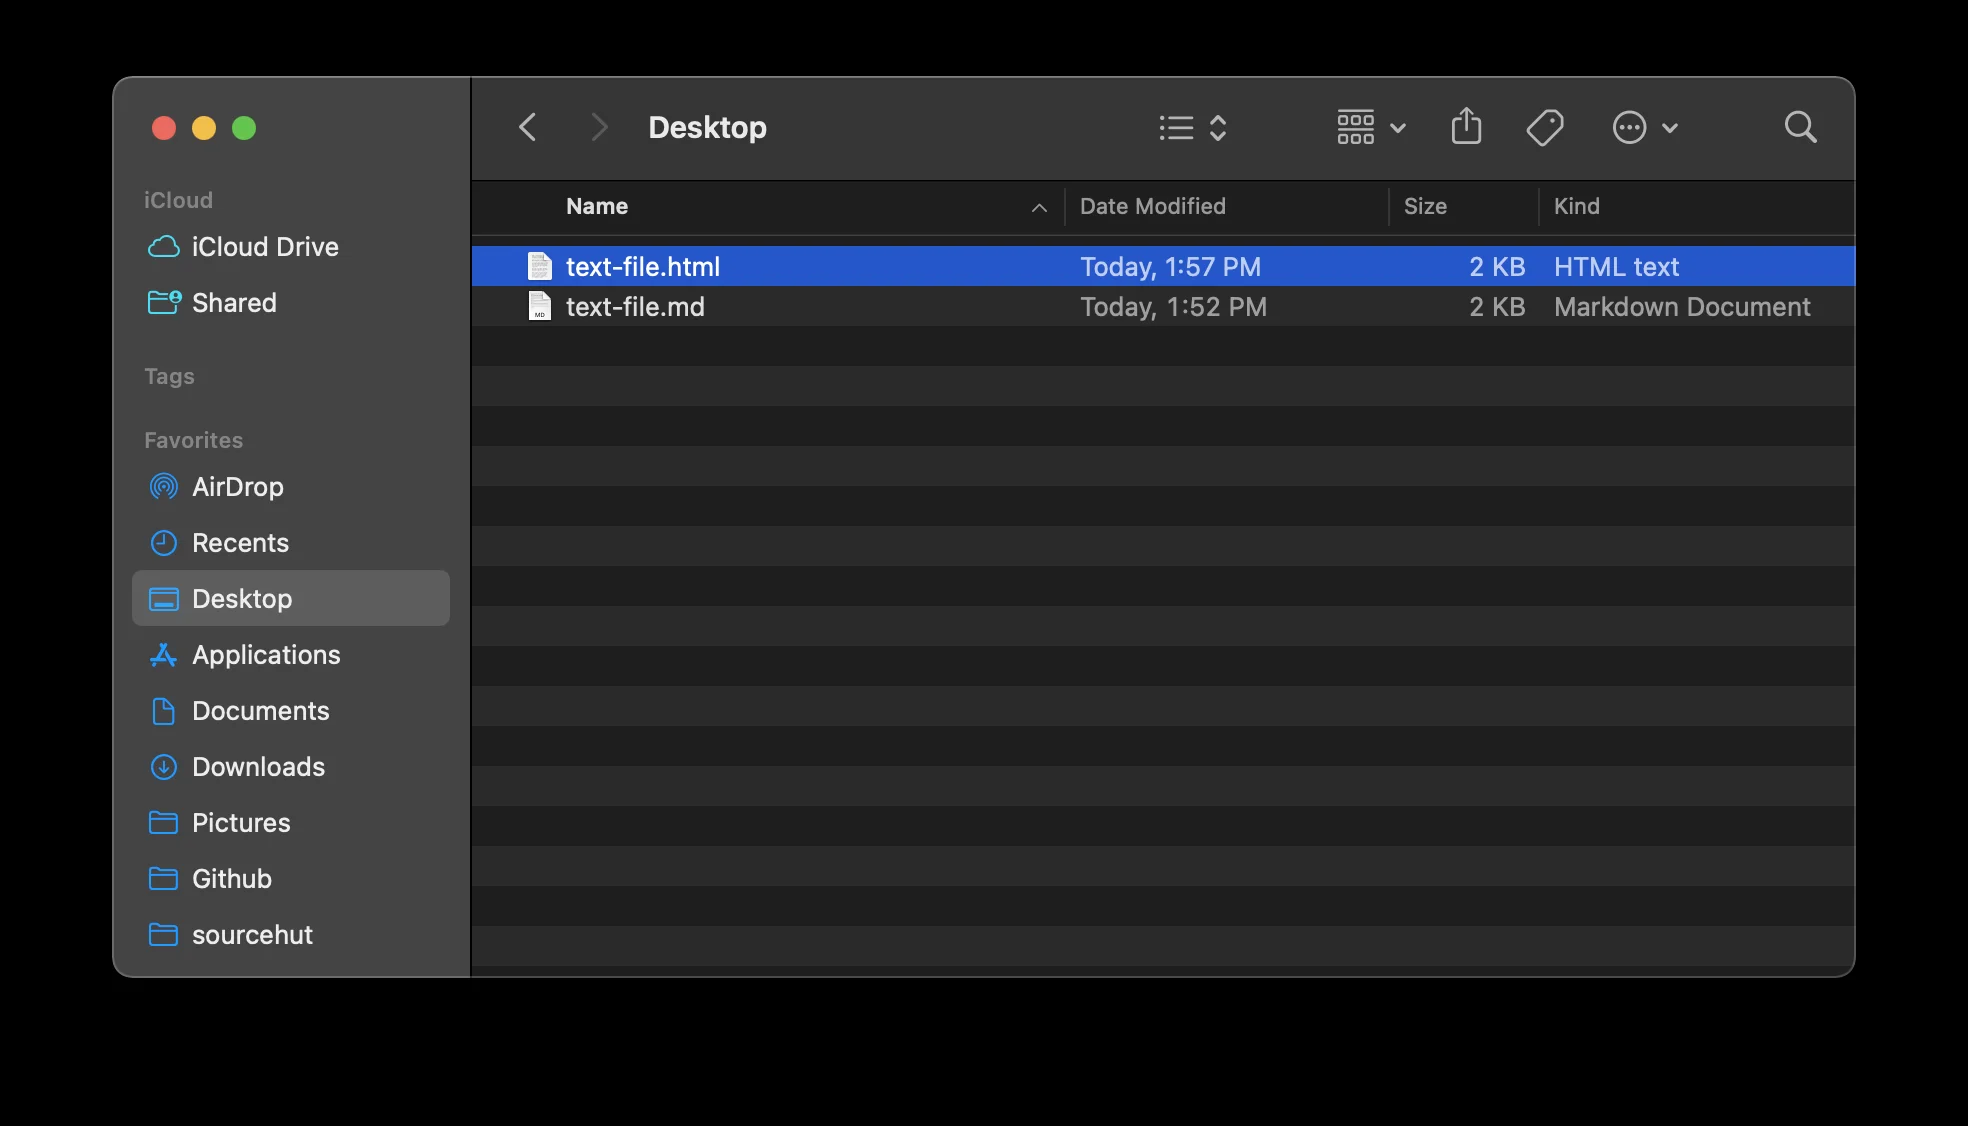 iCloud
iCloud Drive
Shared
Tags
Favorites
AirDrop
Recents
Desktop
Applications
Documents
Downloads
Pictures
Github
sourcehut
Desktop
Name Date Modified Size Kind
text-file.html Today, 1:57 PM 2 KB HTML text
MD text-file.md Today, 1:52 PM 2 KB Markdown Document